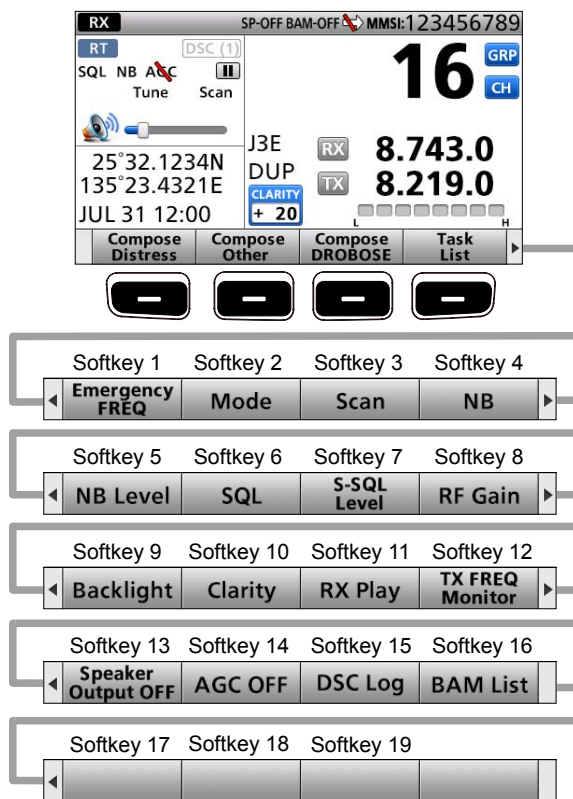 RX SP-OFF BAM-OFF MMSI:123456789
RT DSC (1)
SQL NB AGC
Tune Scan
16 GRP
CH
25°32.1234N
135°23.4321E
JUL 31 12:00
J3E
DUP
CLARITY
+ 20
RX 8.743.0
TX 8.219.0
L H
Compose Distress Compose Other Compose DROBOSE Task List
Softkey 1 Softkey 2 Softkey 3 Softkey 4
Emergency FREQ Mode Scan NB
Softkey 5 Softkey 6 Softkey 7 Softkey 8
NB Level SQL S-SQL Level RF Gain
Softkey 9 Softkey 10 Softkey 11 Softkey 12
Backlight Clarity RX Play TX FREQ Monitor
Softkey 13 Softkey 14 Softkey 15 Softkey 16
Speaker Output OFF AGC OFF DSC Log BAM List
Softkey 17 Softkey 18 Softkey 19